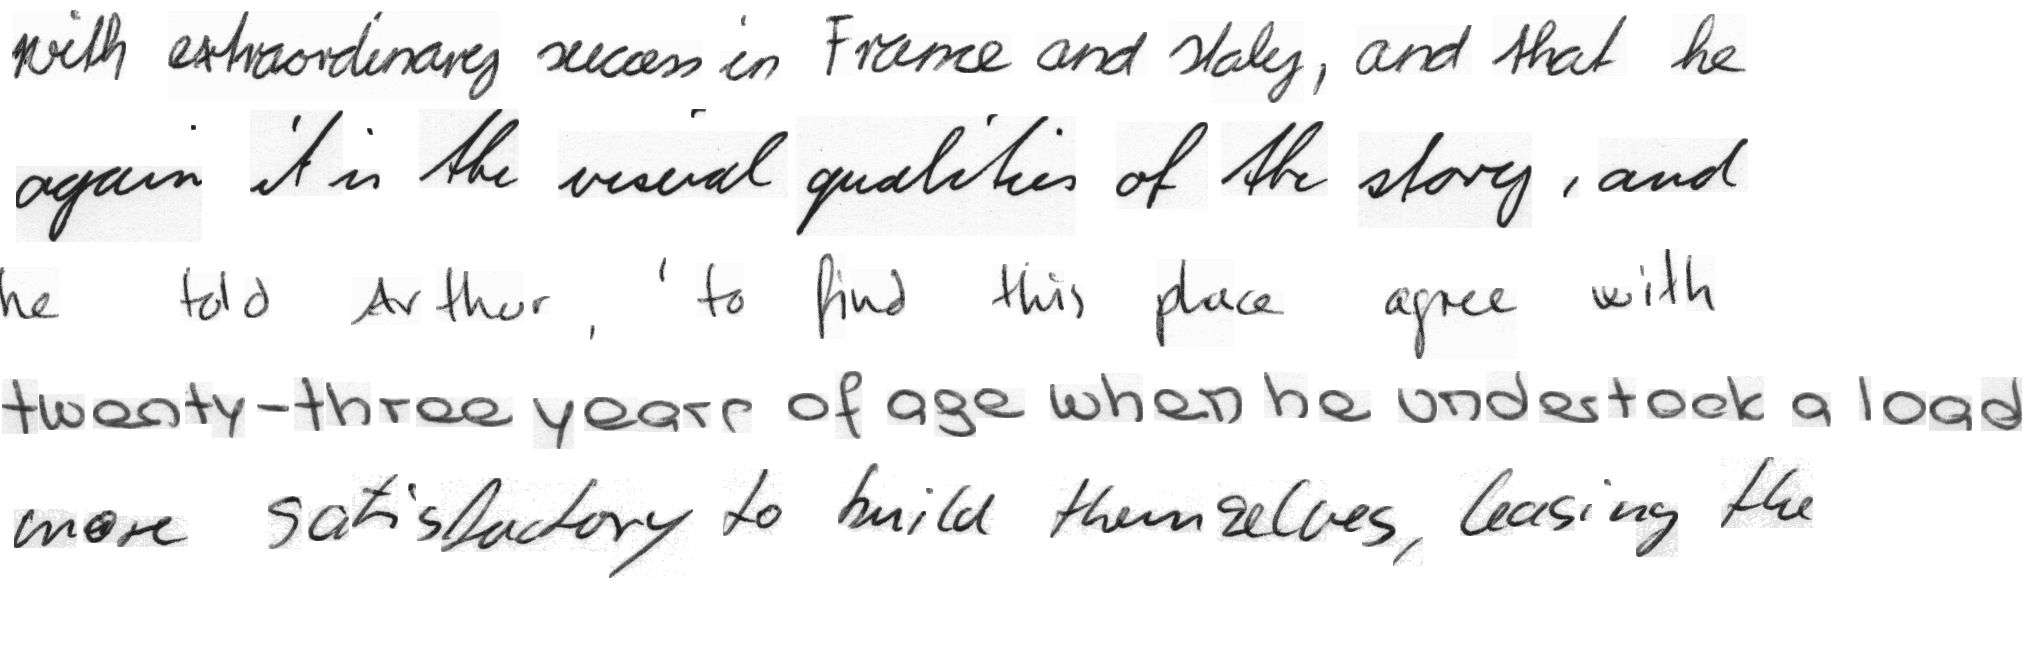 with extraordinary success in France and Italy, and that he
again it is the visual qualities of the story, and
he told Arthur, 'to find this place agree with
twenty-three years of age when he undestook a load
more satisfactory to build themselves, leasing the